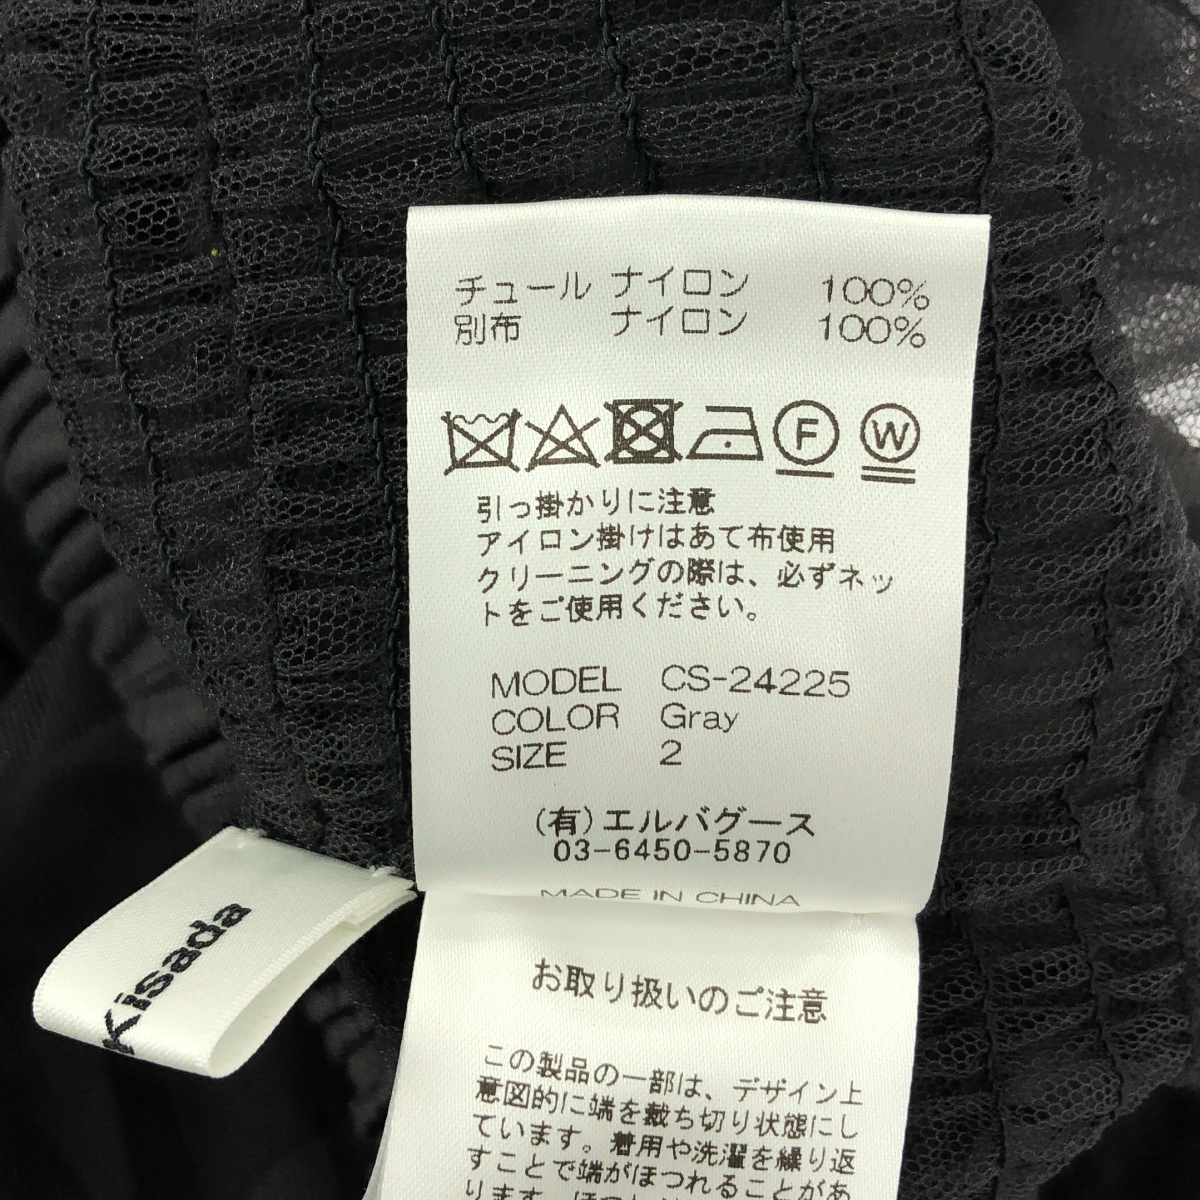 チュール ナイロン 100%
別布 ナイロン 100%
F
W
引っ掛かりに注意
アイロン掛けはあて布使用
クリーニングの際は、必ずネッ
トをご使用ください。
MODEL CS-24225
COLOR Gray
SIZE 2
(有)エルバグース
03-6450-5870
MADE IN CHINA
Kisada
お取り扱いのご注意
この製品の一部は、デザイン上
意図的に端を裁ち切り状態にし
ています。着用や洗濯を繰り返
すことで端がほつれることがあ
ります。